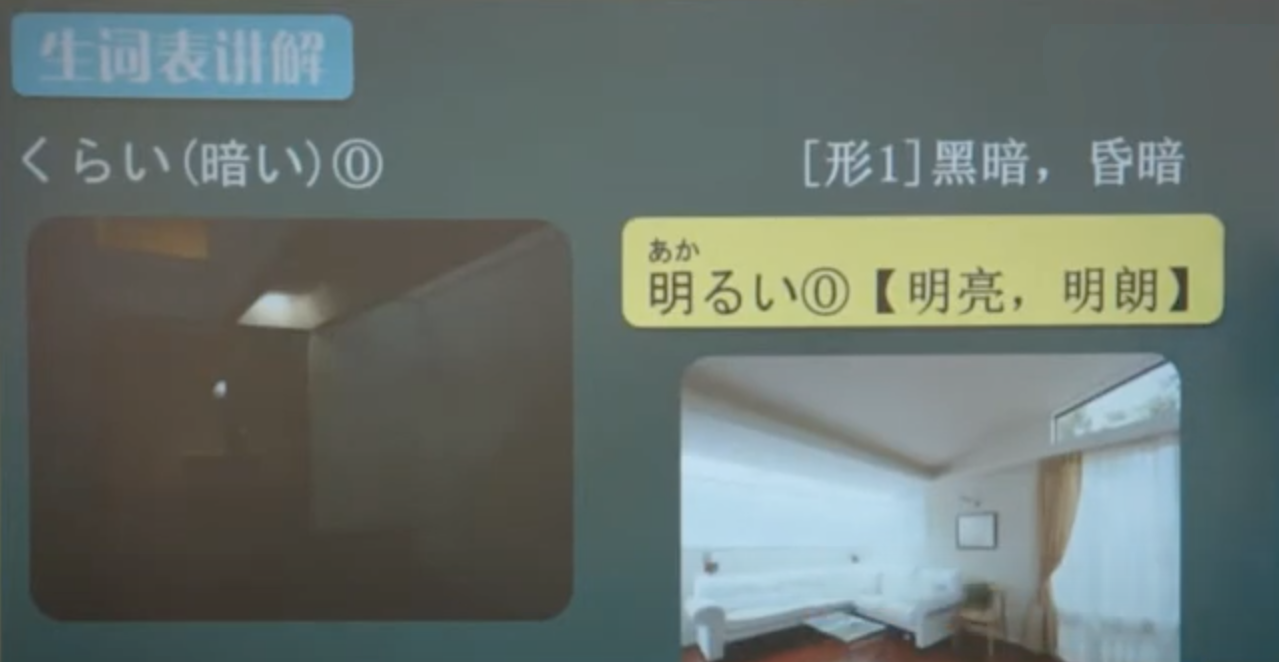 生词表讲解
くらい(暗い)⓪
[形1]黑暗，昏暗
あか
明るい⓪【明亮，明朗】